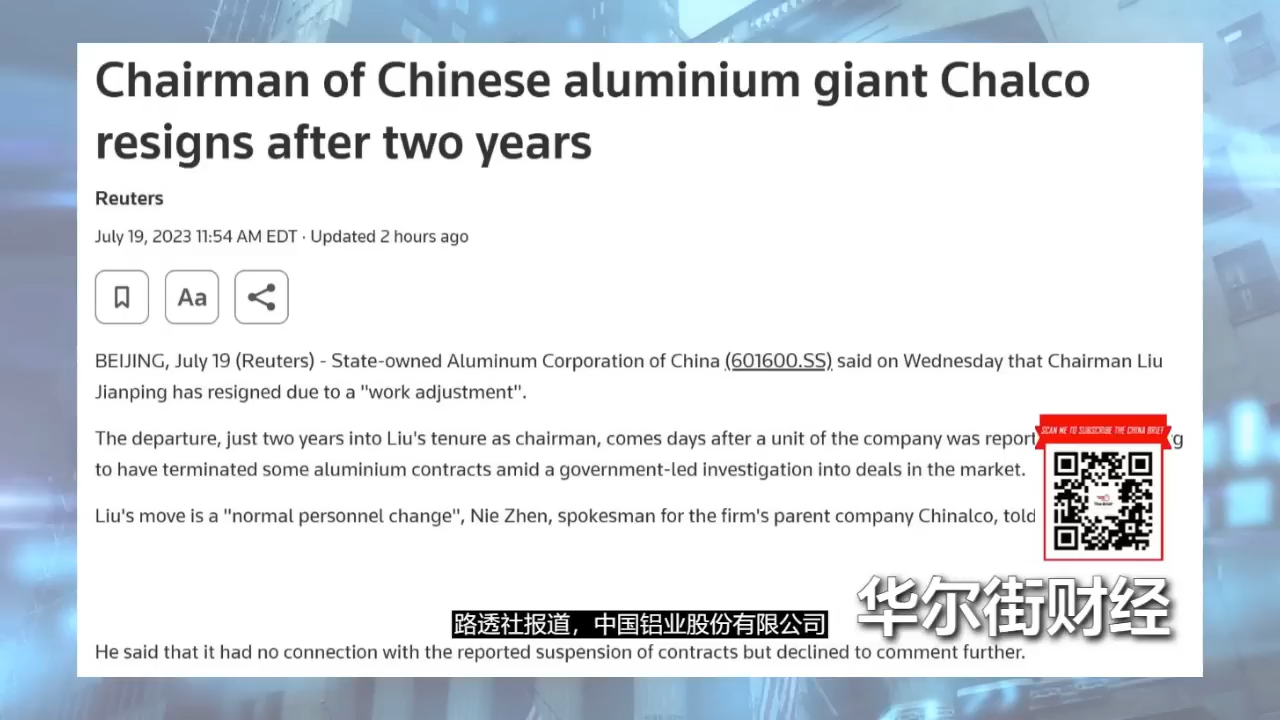 Chairman of Chinese aluminium giant Chalco
resigns after two years
Reuters
July 19, 2023 11:54 AM EDT · Updated 2 hours ago
Aa
BEIJING, July 19 (Reuters) - State-owned Aluminum Corporation of China (601600.SS) said on Wednesday that Chairman Liu
Jianping has resigned due to a "work adjustment".
The departure, just two years into Liu's tenure as chairman, comes days after a unit of the company was
to have terminated some aluminium contracts amid a government-led investigation into deals in the market.
SCAN ME TO SUBSCRIBE THE CHINA BRIEF
Liu's move is a "normal personnel change", Nie Zhen, spokesman for the firm's parent company Chinalco, told
华尔街财经
路透社报道，中国铝业股份有限公司
He said that it had no connection with the reported suspension of contracts but declined to comment further.